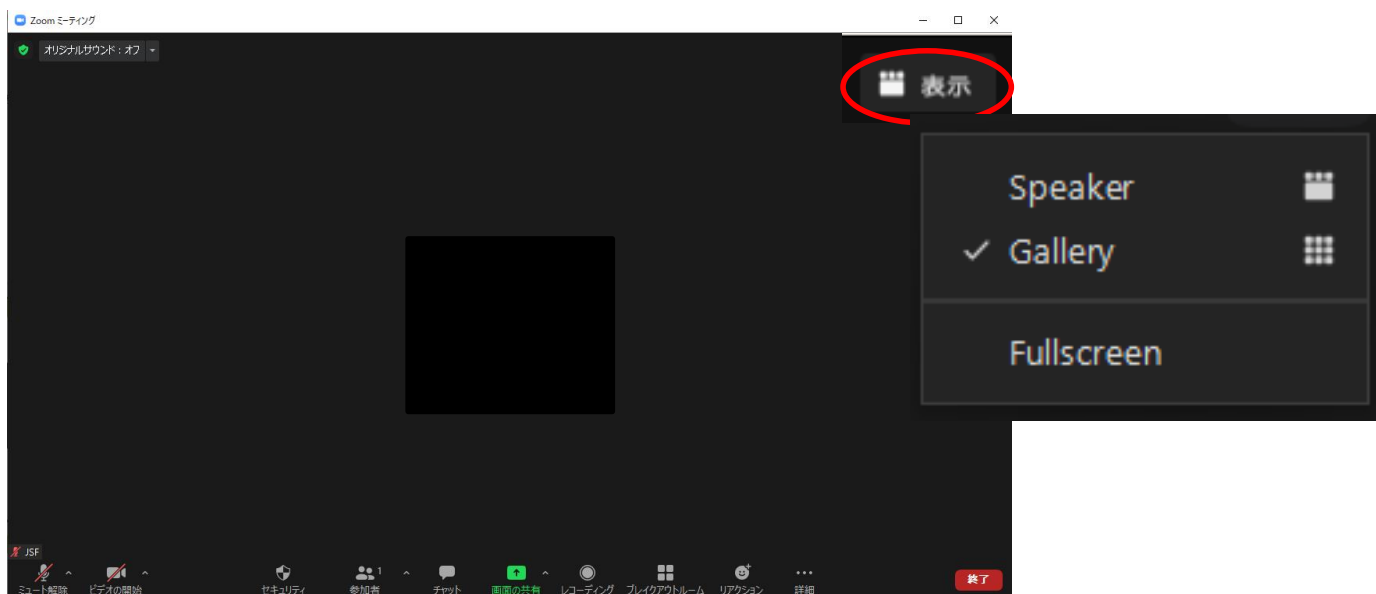 Zoom ミーティング
オリジナルサウンド：オフ
表示
Speaker
Gallery
Fullscreen
JSF
ミュート解除
ビデオの開始
セキュリティ
1
参加者
チャット
画面の共有
レコーディング
ブレイクアウトルーム
リアクション
詳細
終了